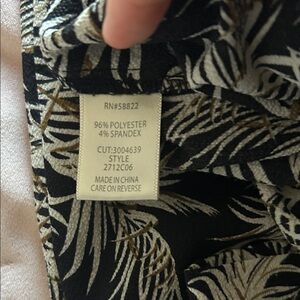 RN#58822
96% POLYESTER
4% SPANDEX
CUT:3004639
STYLE
2712C06
MADE IN CHINA
CARE ON REVERSE